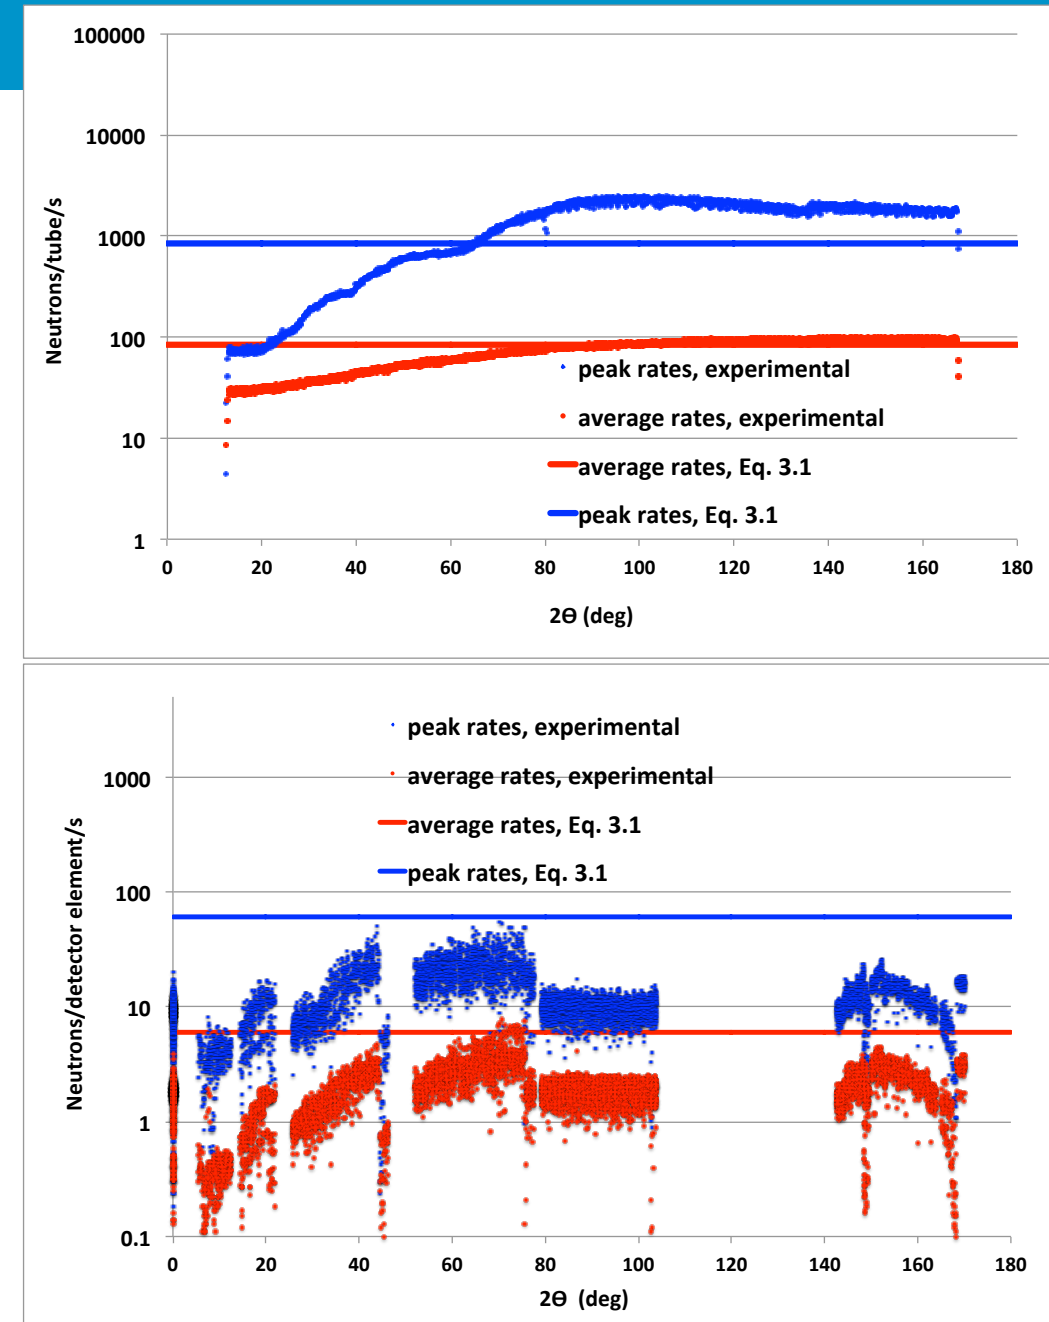 100000
10000
1000
100
10
1
Neutrons/tube/s
peak rates, experimental
average rates, experimental
average rates, Eq. 3.1
peak rates, Eq. 3.1
0 20 40 60 80 100 120 140 160 180
2Θ (deg)
peak rates, experimental
average rates, experimental
average rates, Eq. 3.1
peak rates, Eq. 3.1
1000
100
10
1
0.1
Neutrons/detector element/s
0 20 40 60 80 100 120 140 160 180
2Θ (deg)